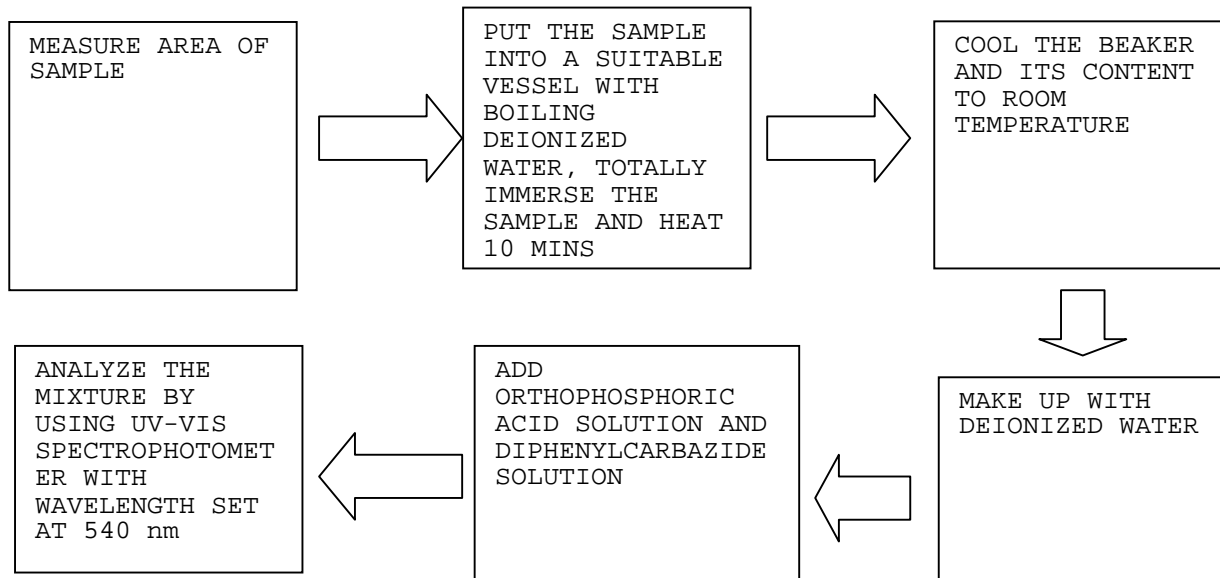 MEASURE AREA OF
SAMPLE
PUT THE SAMPLE
INTO A SUITABLE
VESSEL WITH
BOILING
DEIONIZED
WATER, TOTALLY
IMMERSE THE
SAMPLE AND HEAT
10 MINS
COOL THE BEAKER
AND ITS CONTENT
TO ROOM
TEMPERATURE
MAKE UP WITH
DEIONIZED WATER
ADD
ORTHOPHOSPHORIC
ACID SOLUTION AND
DIPHENYLCARBAZIDE
SOLUTION
ANALYZE THE
MIXTURE BY
USING UV-VIS
SPECTROPHOTOMET
ER WITH
WAVELENGTH SET
AT 540 nm